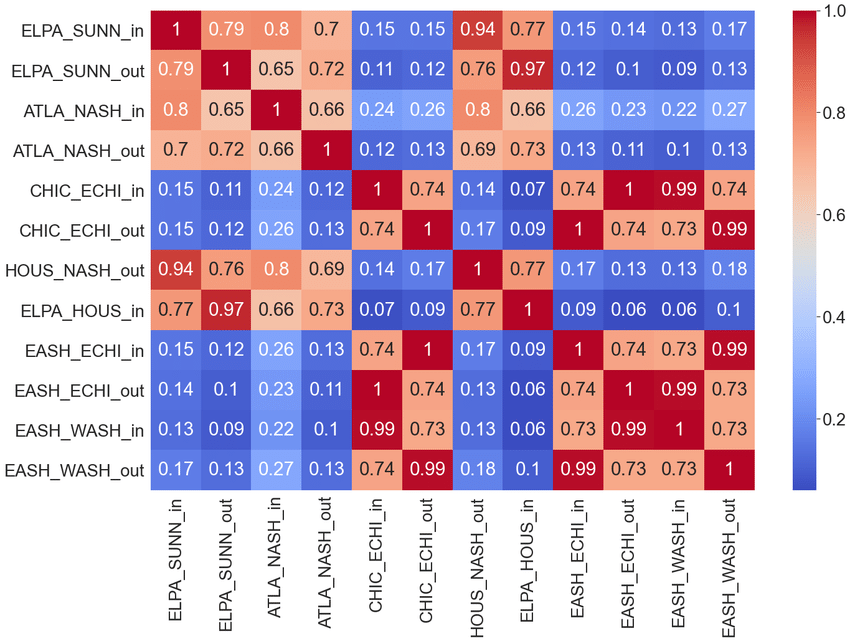 ELPA_SUNN_in 1 0.79 0.8 0.7 0.15 0.15 0.94 0.77 0.15 0.14 0.13 0.17
ELPA_SUNN_out 0.79 1 0.65 0.72 0.11 0.12 0.76 0.97 0.12 0.1 0.09 0.13
ATLA_NASH_in 0.8 0.65 1 0.66 0.24 0.26 0.8 0.66 0.26 0.23 0.22 0.27
ATLA_NASH_out 0.7 0.72 0.66 1 0.12 0.13 0.69 0.73 0.13 0.11 0.1 0.13
CHIC_ECHI_in 0.15 0.11 0.24 0.12 1 0.74 0.14 0.07 0.74 1 0.99 0.74
CHIC_ECHI_out 0.15 0.12 0.26 0.13 0.74 1 0.17 0.09 1 0.74 0.73 0.99
HOUS_NASH_out 0.94 0.76 0.8 0.69 0.14 0.17 1 0.77 0.17 0.13 0.13 0.18
ELPA_HOUS_in 0.77 0.97 0.66 0.73 0.07 0.09 0.77 1 0.09 0.06 0.06 0.1
EASH_ECHI_in 0.15 0.12 0.26 0.13 0.74 1 0.17 0.09 1 0.74 0.73 0.99
EASH_ECHI_out 0.14 0.1 0.23 0.11 1 0.74 0.13 0.06 0.74 1 0.99 0.73
EASH_WASH_in 0.13 0.09 0.22 0.1 0.99 0.73 0.13 0.06 0.73 0.99 1 0.73
EASH_WASH_out 0.17 0.13 0.27 0.13 0.74 0.99 0.18 0.1 0.99 0.73 0.73 1
ELPA_SUNN_in
ELPA_SUNN_out
ATLA_NASH_in
ATLA_NASH_out
CHIC_ECHI_in
CHIC_ECHI_out
HOUS_NASH_out
ELPA_HOUS_in
EASH_ECHI_in
EASH_ECHI_out
EASH_WASH_in
EASH_WASH_out
1.0
0.8
0.6
0.4
0.2